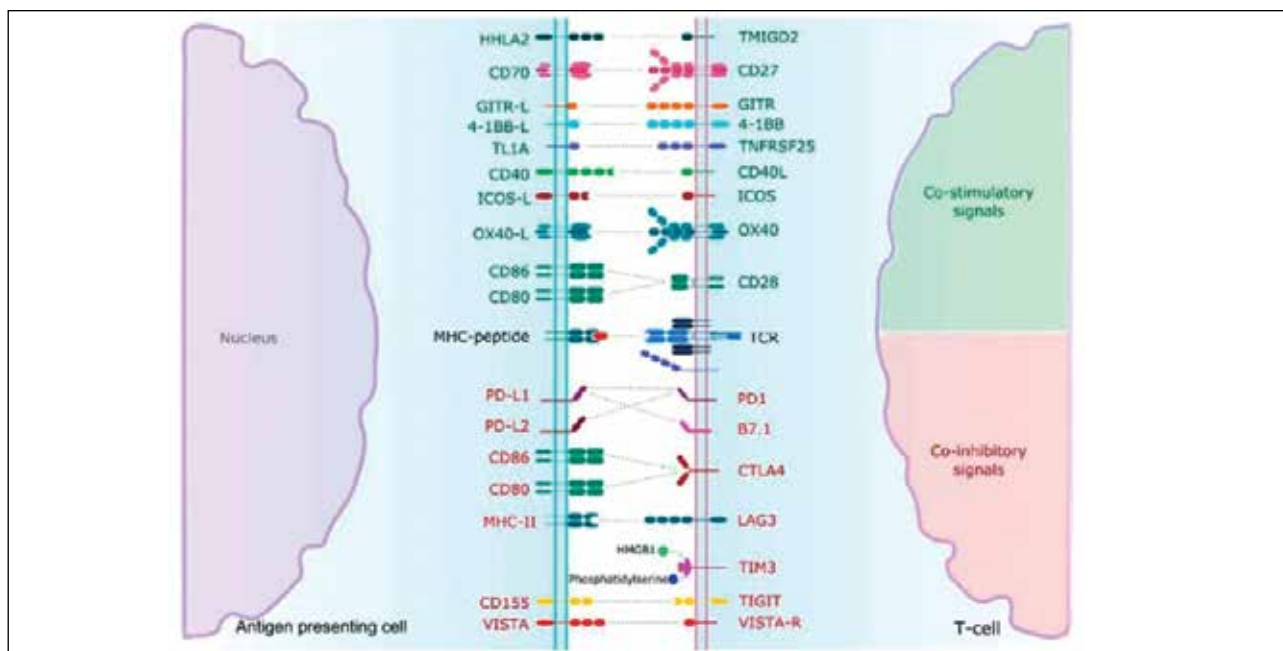 HHLA2 TMIGD2
CD70 CD27
GITR-L GITR
4-1BB-L 4-1BB
TL1A TNFRSF25
CD40 CD40L
ICOS-L ICOS
Co-stimulatory
signals
OX40-L OX40
CD86
CD28
CD80
Nucleus
MHC-peptide TCR
PD-L1 PD1
PD-L2 B7.1
CD86
CTLA4
CD80
Co-inhibitory
signals
MHC-II LAG3
HMGB1
TIM3
Phosphatidylserine
CD155 TIGIT
VISTA VISTA-R
Antigen presenting cell
T-cell